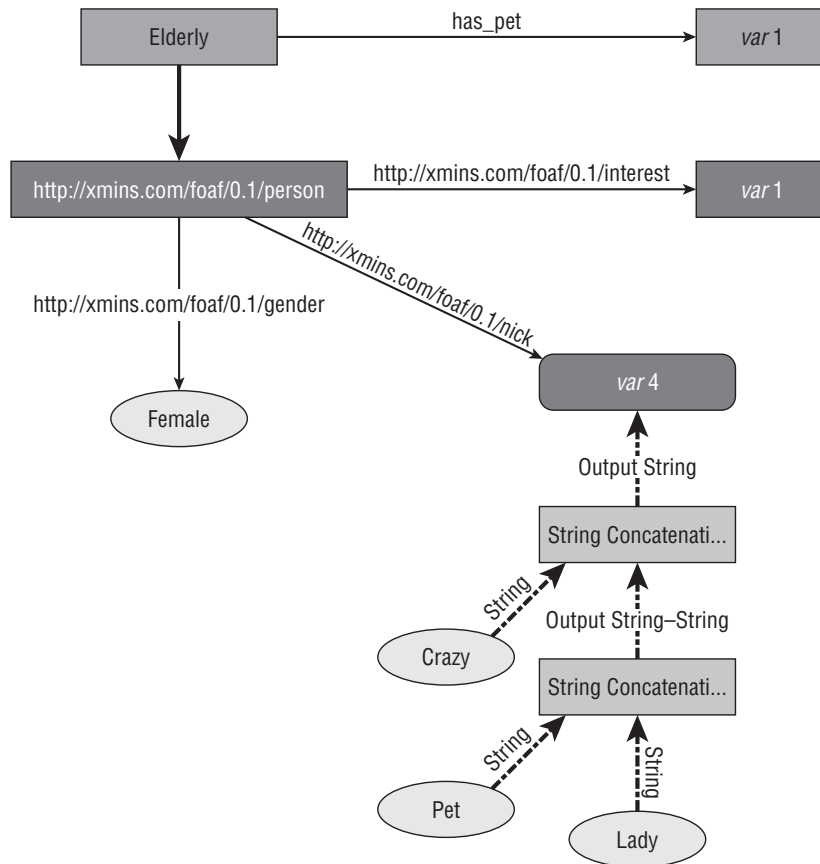 Elderly
has_pet
var 1
http://xmins.com/foaf/0.1/person
http://xmins.com/foaf/0.1/interest
var 1
http://xmins.com/foaf/0.1/gender
http://xmins.com/foaf/0.1/nick
Female
var 4
Output String
String Concatenati...
String
Output String–String
Crazy
String Concatenati...
String
String
Pet
Lady